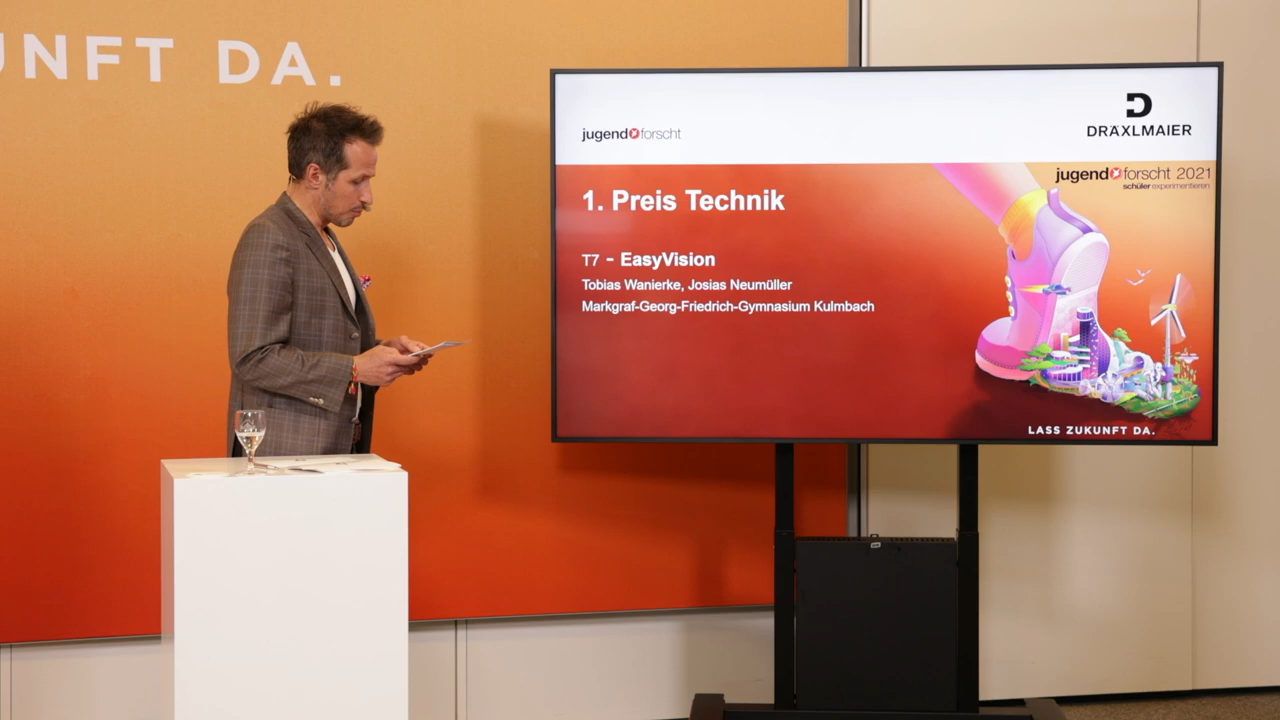 UNFT DA.
jugend forscht
DRÄXLMAIER
jugend forscht 2021
schüler experimentieren
1. Preis Technik
T7 - EasyVision
Tobias Wanierke, Josias Neumüller
Markgraf-Georg-Friedrich-Gymnasium Kulmbach
LASS ZUKUNFT DA.